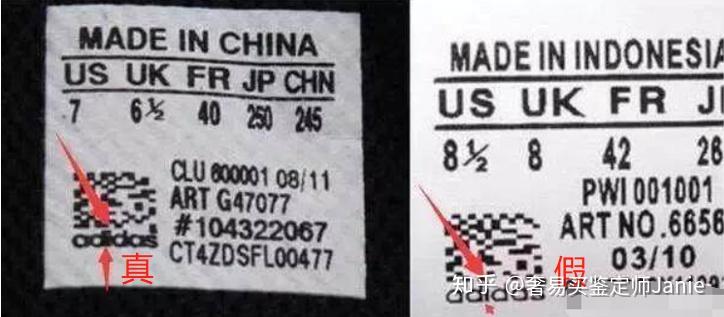 MADE IN CHINA
US UK FR JP CHN
7 6½ 40 250 245
CLU 600001 08/11
ART G47077
#104322067
CT4ZDSFL00477
adidas
真
MADE IN INDONESIA
US UK FR
8½ 8 42
PWI 001001
ART NO.6656
03/10
adidas
假
知乎 @奢易买鉴定师Janie